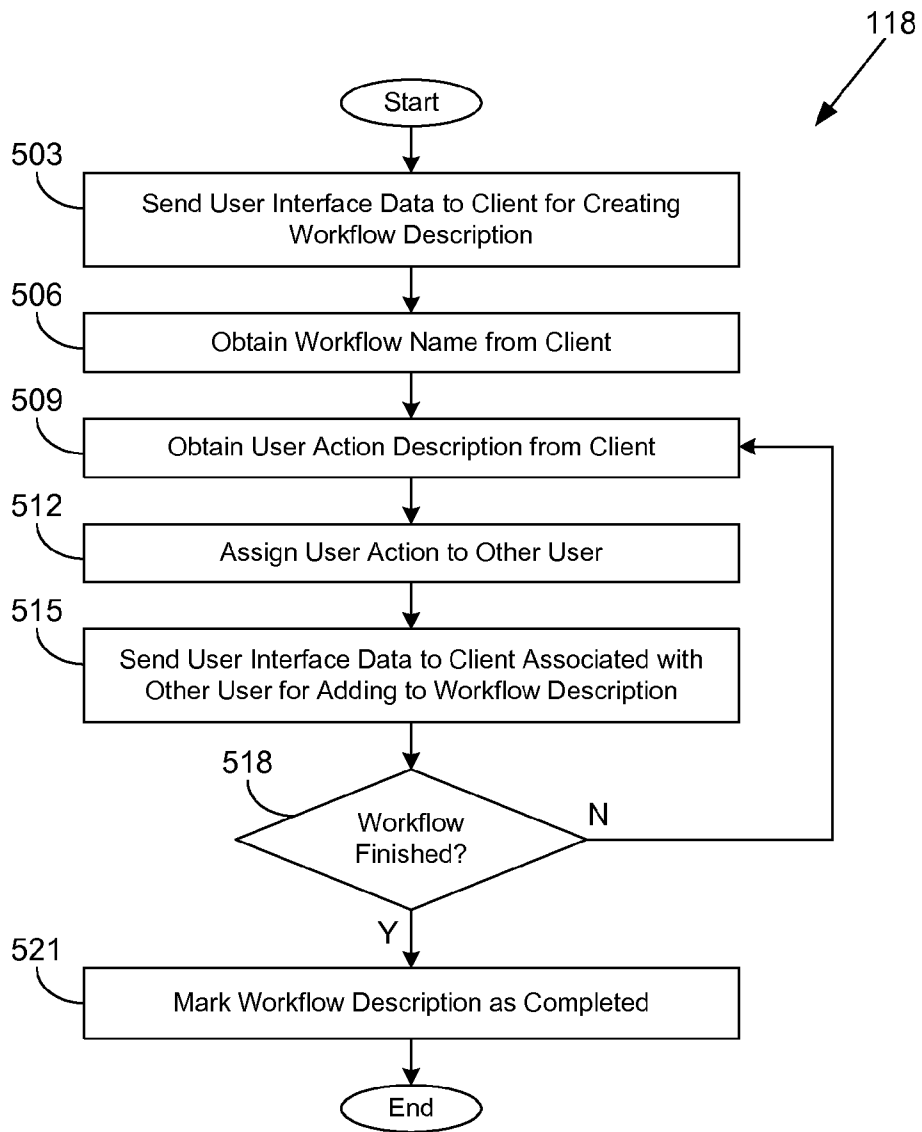 118
Start
503
Send User Interface Data to Client for Creating
Workflow Description
506
Obtain Workflow Name from Client
509
Obtain User Action Description from Client
512
Assign User Action to Other User
515
Send User Interface Data to Client Associated with
Other User for Adding to Workflow Description
518
Workflow
Finished?
N
Y
521
Mark Workflow Description as Completed
End